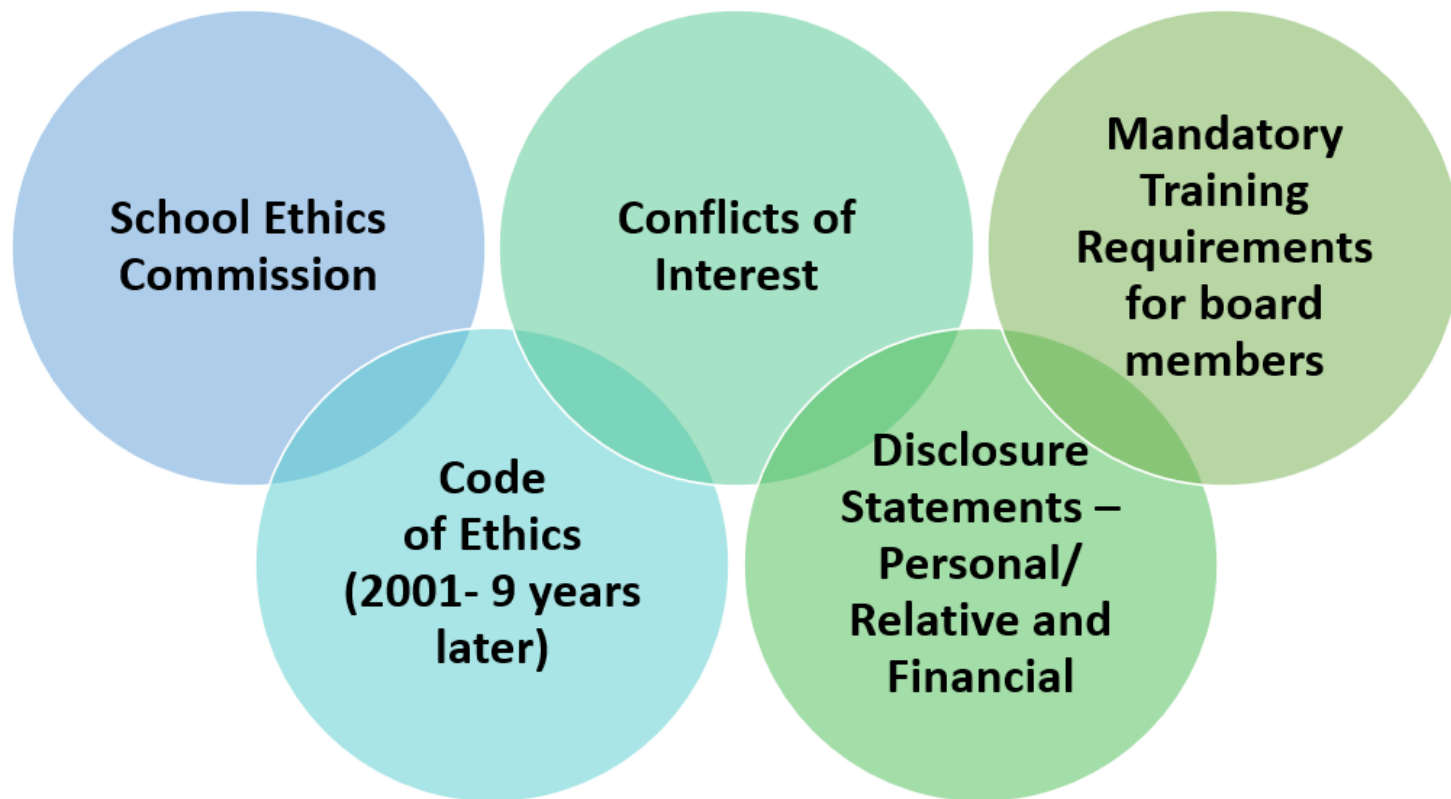 School Ethics
Commission
Code
of Ethics
(2001- 9 years
later)
Conflicts of
Interest
Disclosure
Statements –
Personal/
Relative and
Financial
Mandatory
Training
Requirements
for board
members